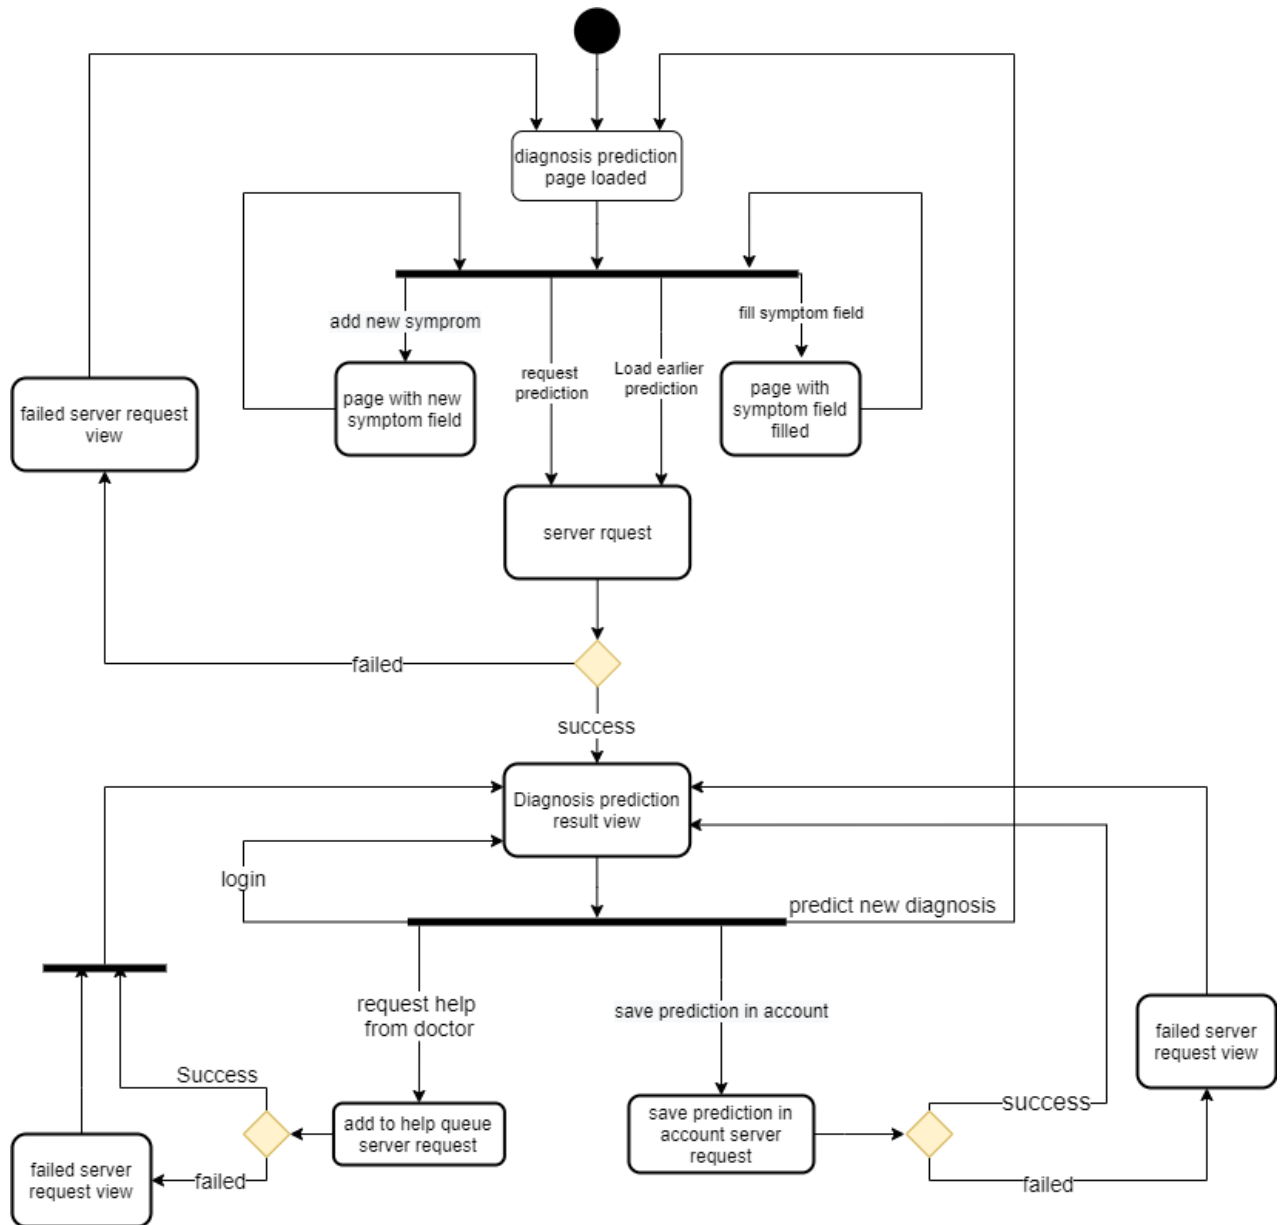 diagnosis prediction
page loaded
add new symprom
fill symptom field
request
prediction
Load earlier
prediction
page with new
symptom field
page with
symptom field
filled
failed server request
view
server rquest
failed
success
Diagnosis prediction
result view
login
predict new diagnosis
request help
from doctor
save prediction in account
failed server
request view
Success
add to help queue
server request
save prediction in
account server
request
success
failed server
request view
failed
failed